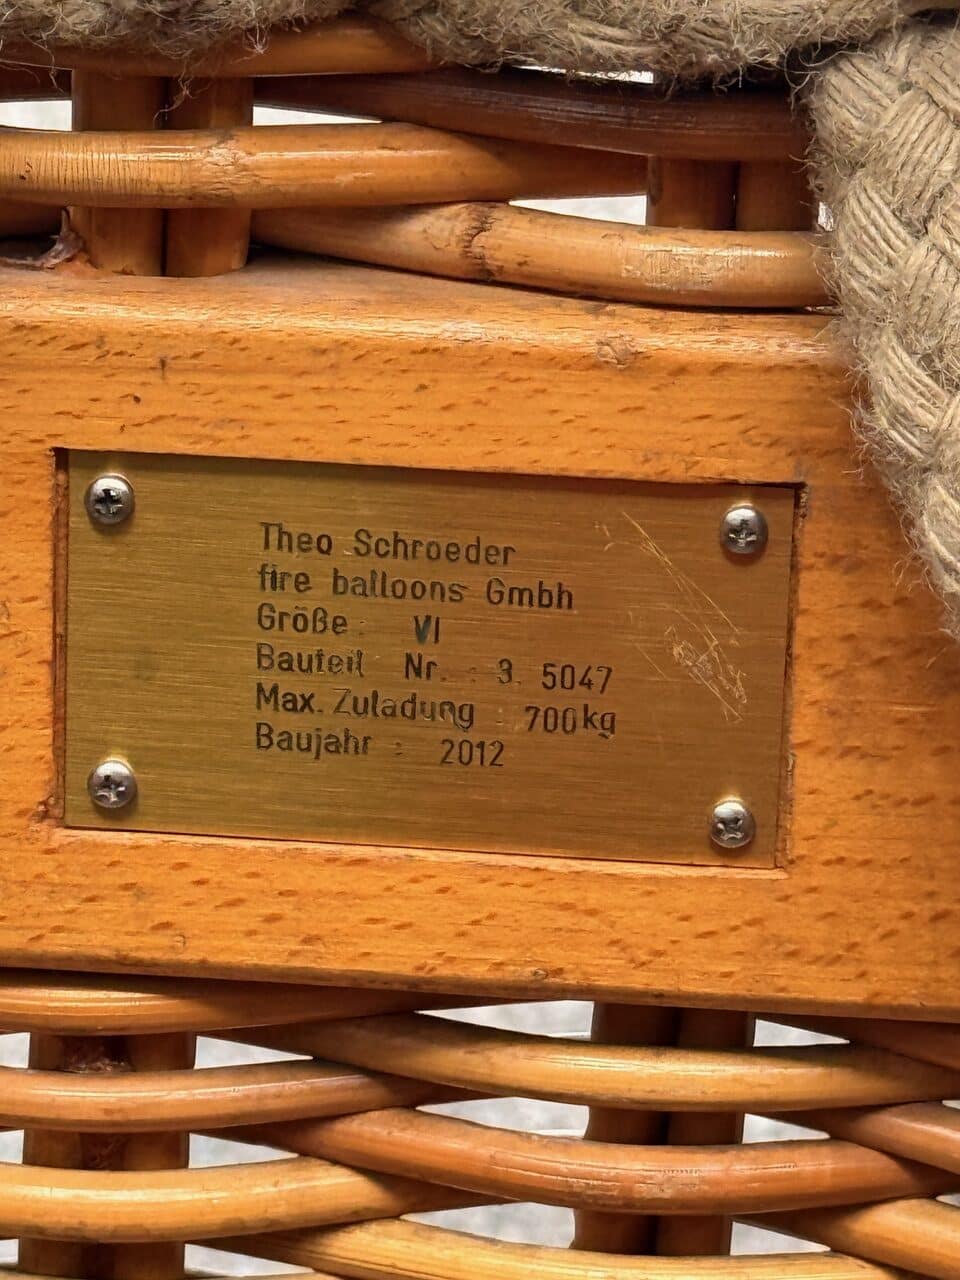 Theo Schroeder
fire balloons Gmbh
Größe : VI
Bauteil Nr. : 3. 5047
Max. Zuladung : 700kg
Baujahr : 2012